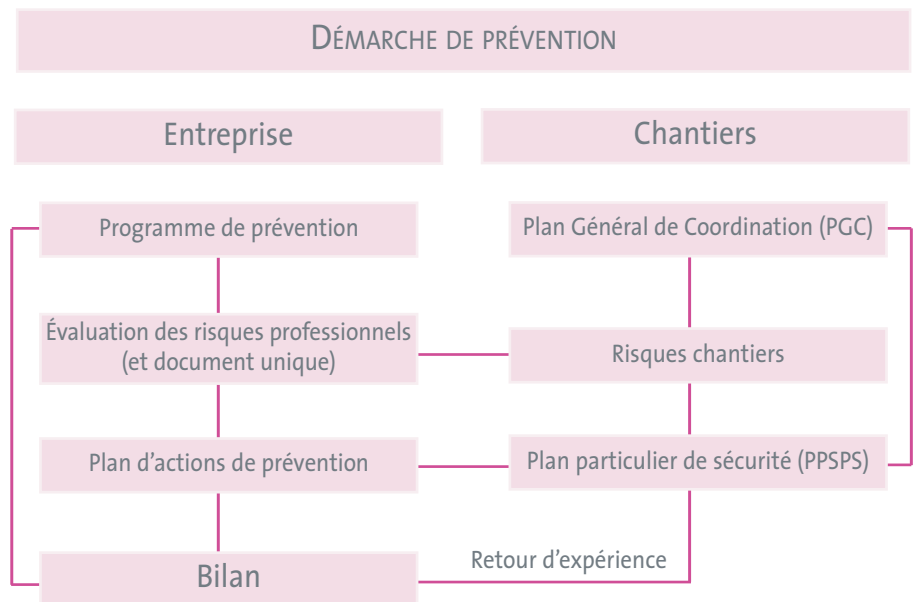 DÉMARCHE DE PRÉVENTION
Entreprise
Chantiers
Programme de prévention
Plan Général de Coordination (PGC)
Évaluation des risques professionnels
(et document unique)
Risques chantiers
Plan d’actions de prévention
Plan particulier de sécurité (PPSPS)
Bilan
Retour d’expérience